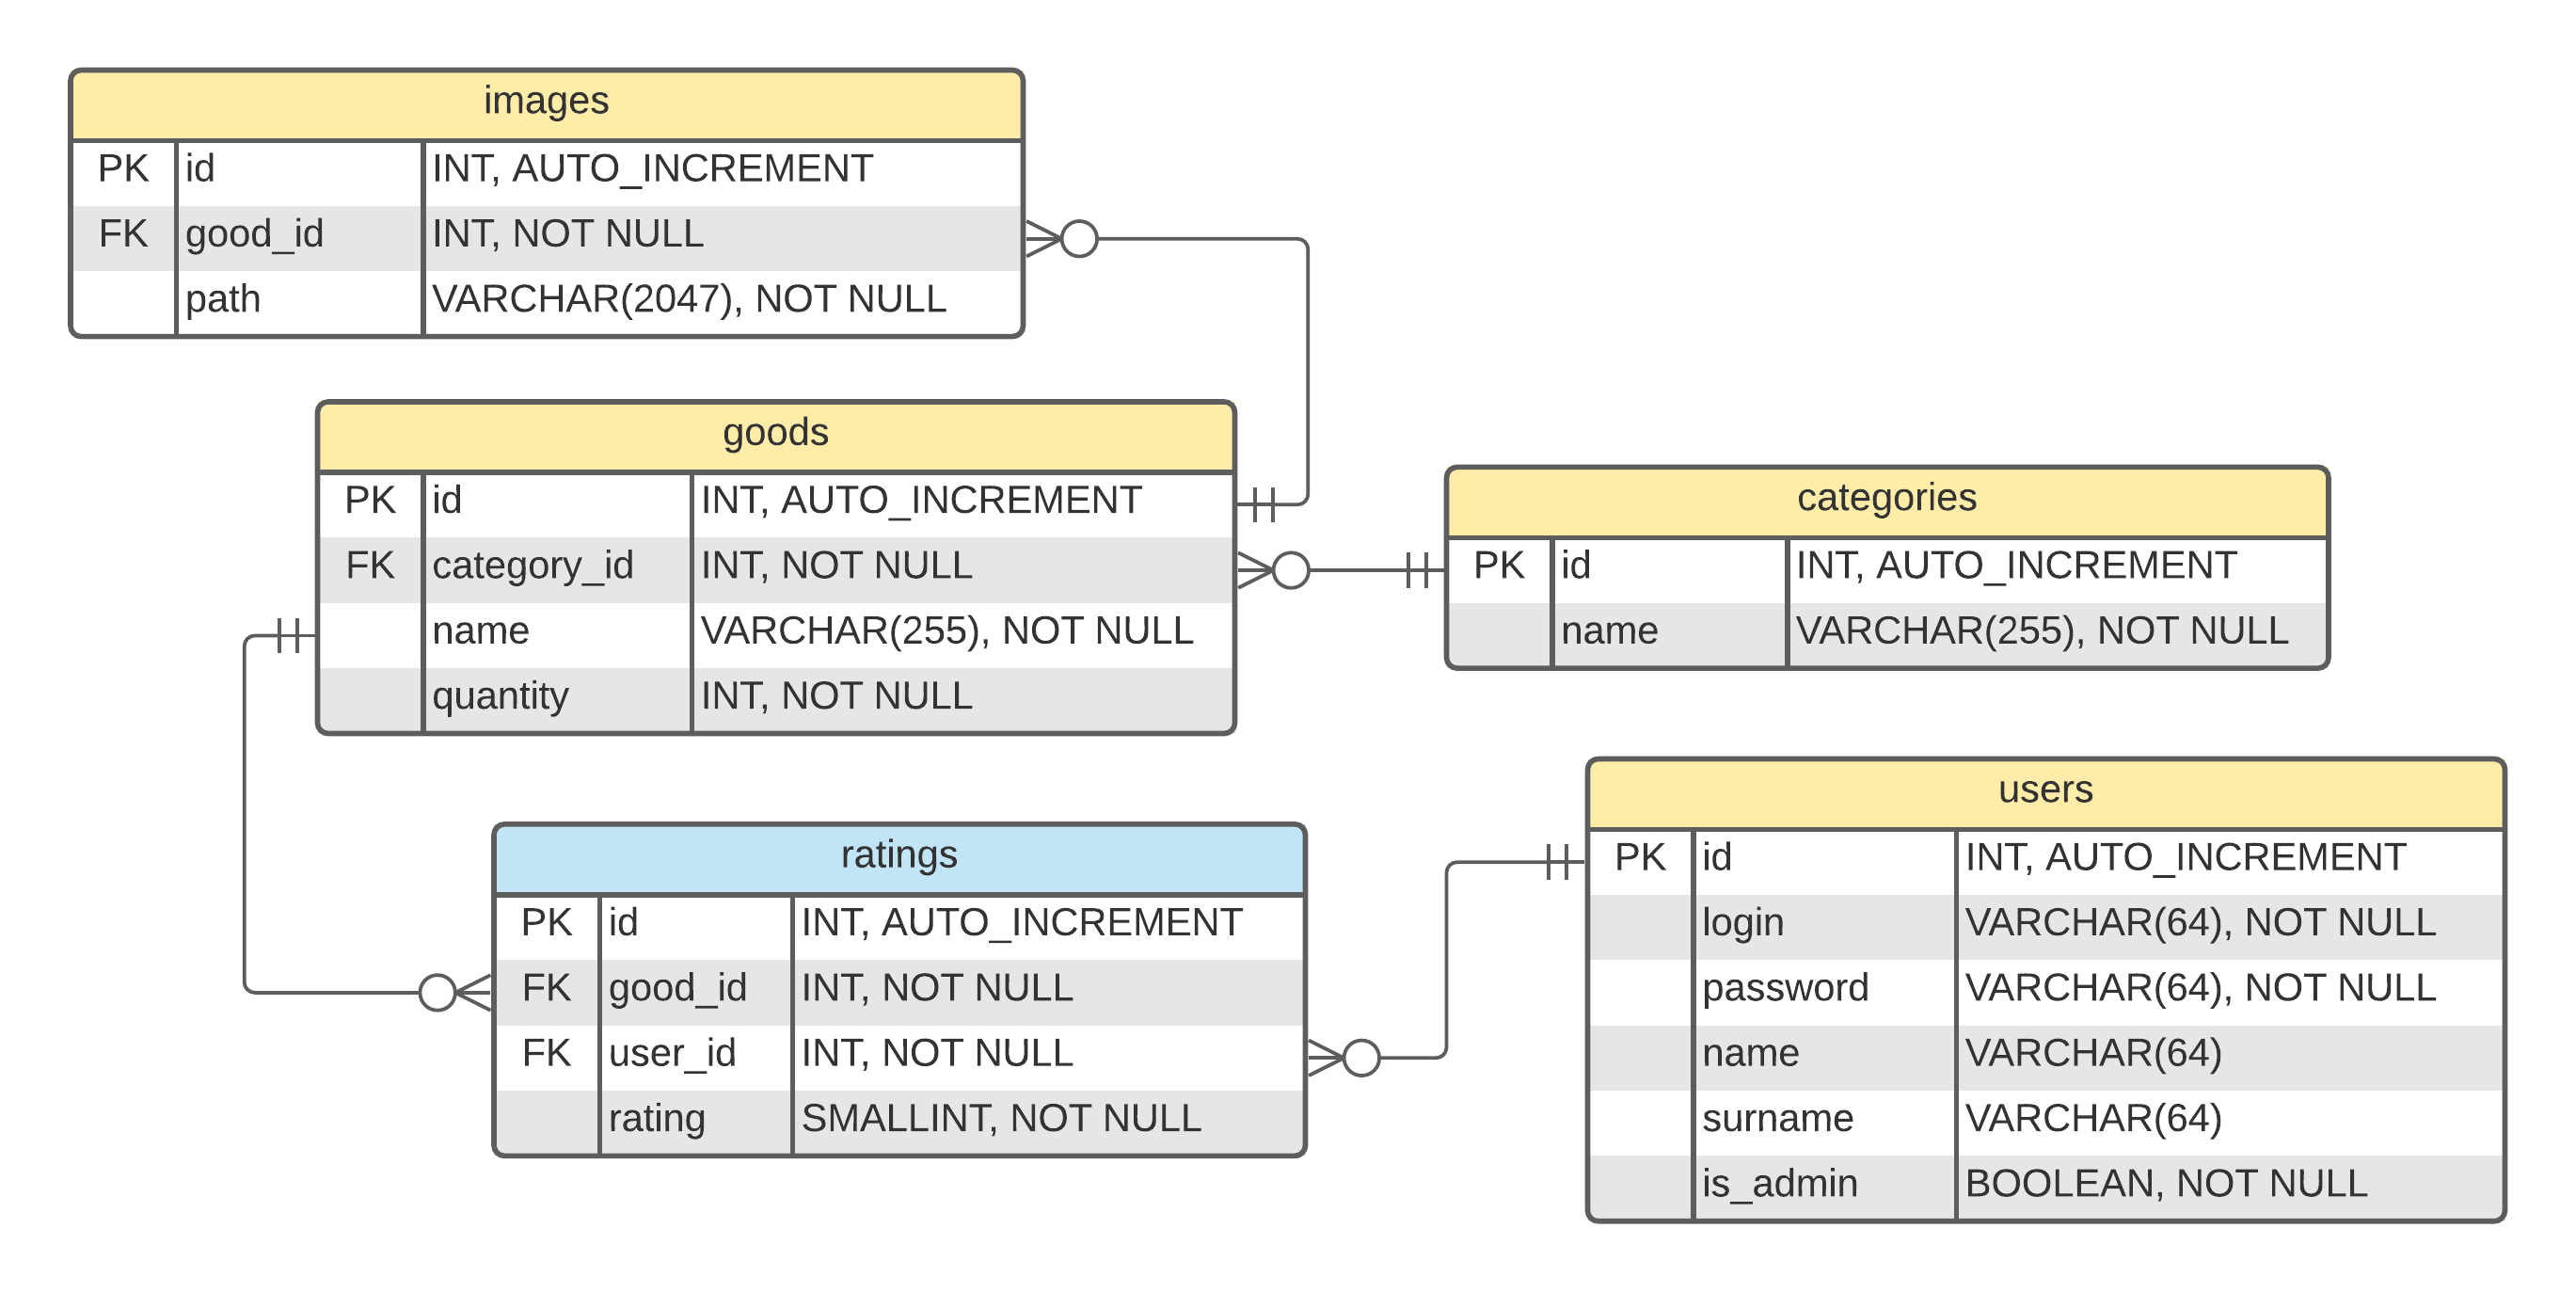 images
PK id INT, AUTO_INCREMENT
FK good_id INT, NOT NULL
path VARCHAR(2047), NOT NULL
goods
PK id INT, AUTO_INCREMENT
FK category_id INT, NOT NULL
name VARCHAR(255), NOT NULL
quantity INT, NOT NULL
categories
PK id INT, AUTO_INCREMENT
name VARCHAR(255), NOT NULL
ratings
PK id INT, AUTO_INCREMENT
FK good_id INT, NOT NULL
FK user_id INT, NOT NULL
rating SMALLINT, NOT NULL
users
PK id INT, AUTO_INCREMENT
login VARCHAR(64), NOT NULL
password VARCHAR(64), NOT NULL
name VARCHAR(64)
surname VARCHAR(64)
is_admin BOOLEAN, NOT NULL